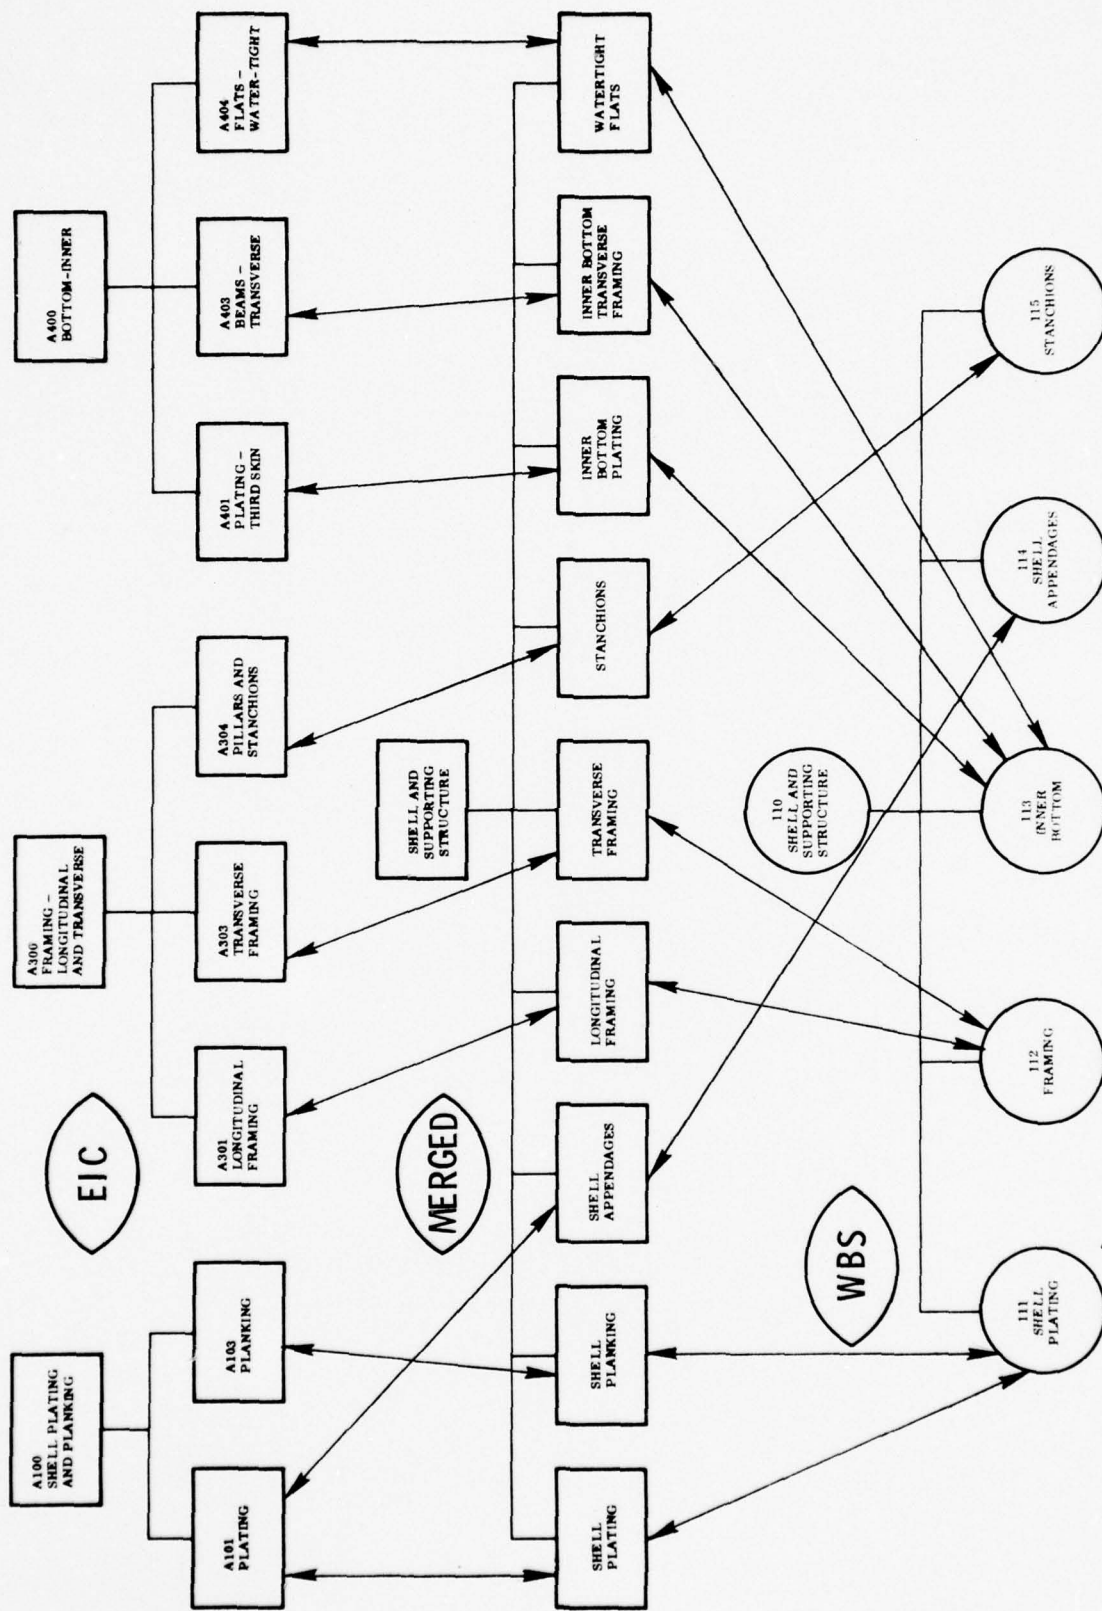 EIC
A100
SHELL PLATING
AND PLANKING
A300
FRAMING –
LONGITUDINAL
AND TRANSVERSE
A400
BOTTOM-INNER
A101
PLATING
A103
PLANKING
A301
LONGITUDINAL
FRAMING
A303
TRANSVERSE
FRAMING
A304
PILLARS AND
STANCHIONS
A401
PLATING –
THIRD SKIN
A403
BEAMS –
TRANSVERSE
A404
FLATS –
WATER-TIGHT
MERGED
SHELL AND
SUPPORTING
STRUCTURE
SHELL
PLATING
SHELL
PLANKING
SHELL
APPENDAGES
LONGITUDINAL
FRAMING
TRANSVERSE
FRAMING
STANCHIONS
INNER
BOTTOM
PLATING
INNER BOTTOM
TRANSVERSE
FRAMING
WATERTIGHT
FLATS
WBS
110
SHELL AND
SUPPORTING
STRUCTURE
111
SHELL
PLATING
112
FRAMING
113
INNER
BOTTOM
114
SHELL
APPENDAGES
115
STANCHIONS